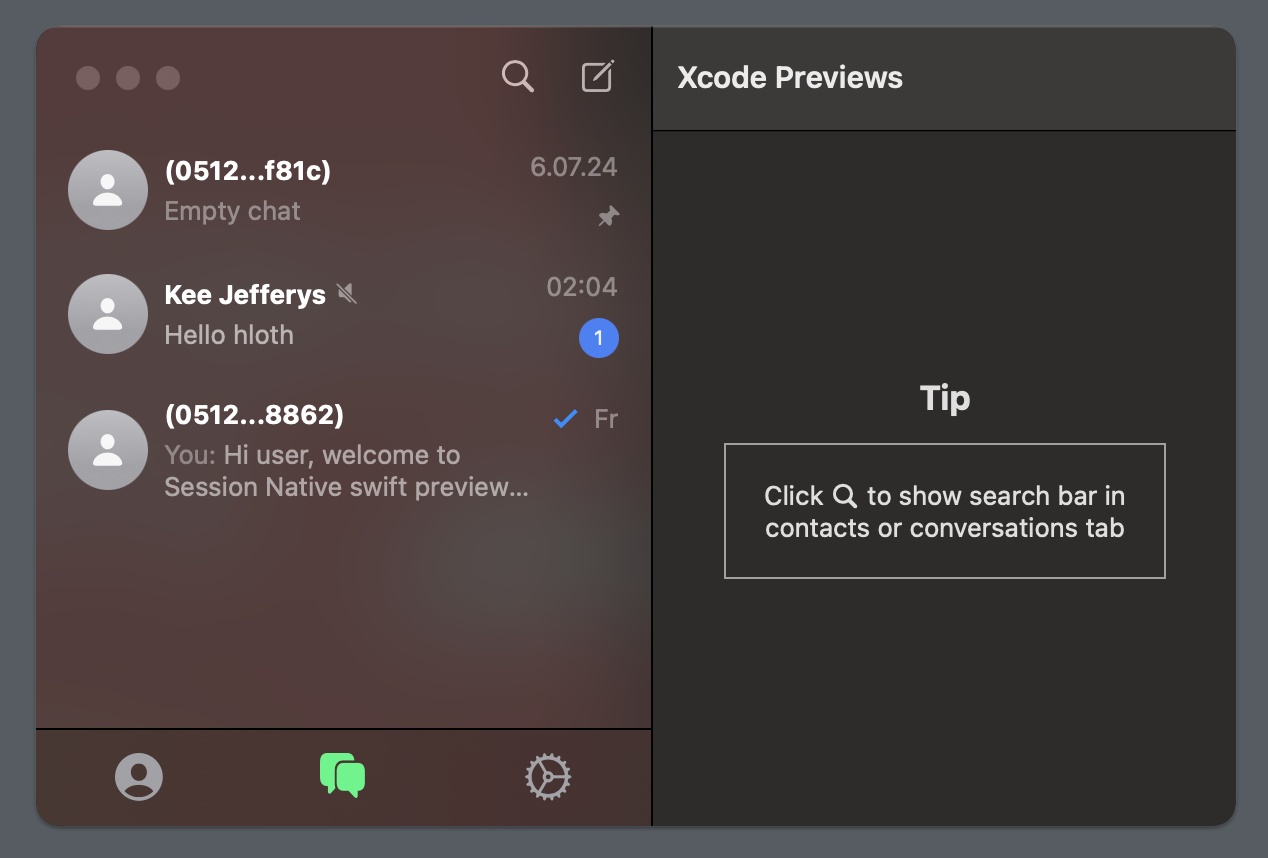 Xcode Previews
(0512...f81c)
6.07.24
Empty chat
Kee Jefferys
02:04
Hello hloth
1
(0512...8862)
Fr
You: Hi user, welcome to
Session Native swift preview...
Tip
Click to show search bar in
contacts or conversations tab